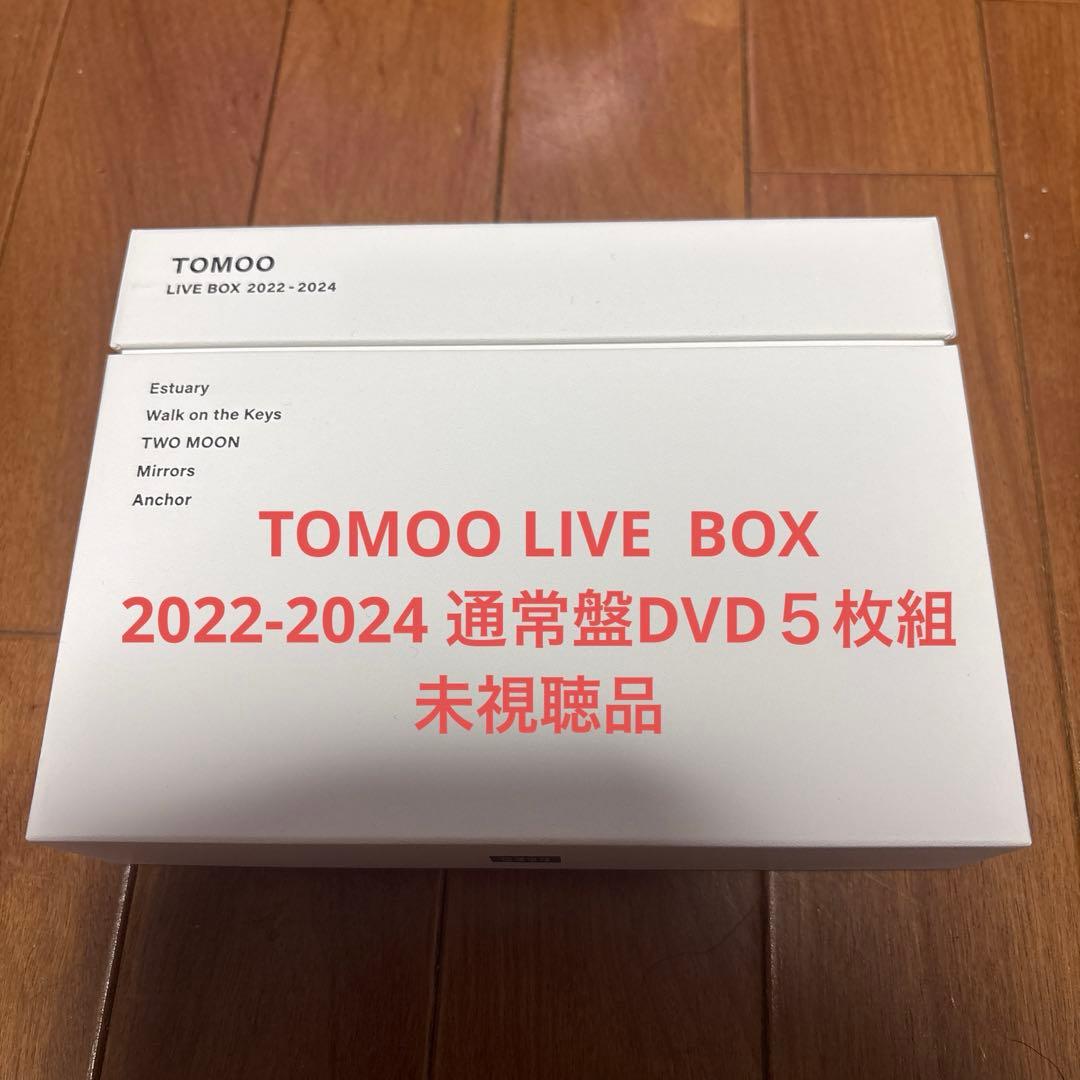 TOMOO
LIVE BOX 2022-2024
Estuary
Walk on the Keys
TWO MOON
Mirrors
Anchor
TOMOO LIVE BOX
2022-2024 通常盤DVD５枚組
未視聴品